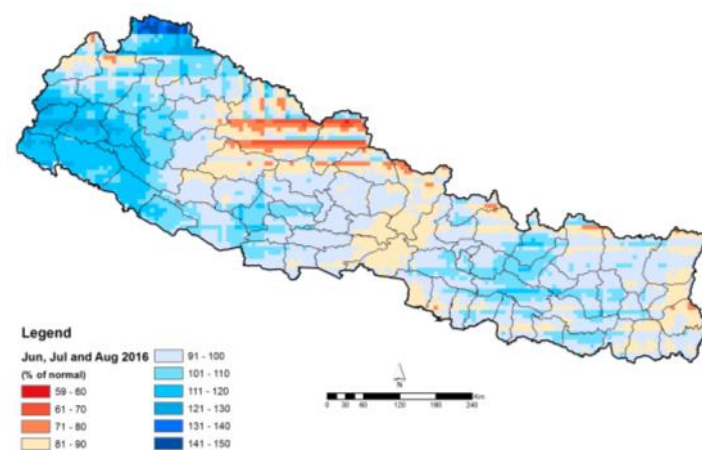 Legend
Jun, Jul and Aug 2016
(% of normal)
59 - 60
61 - 70
71 - 80
81 - 90
91 - 100
101 - 110
111 - 120
121 - 130
131 - 140
141 - 150
N
0 30 60 120 180 240 Km